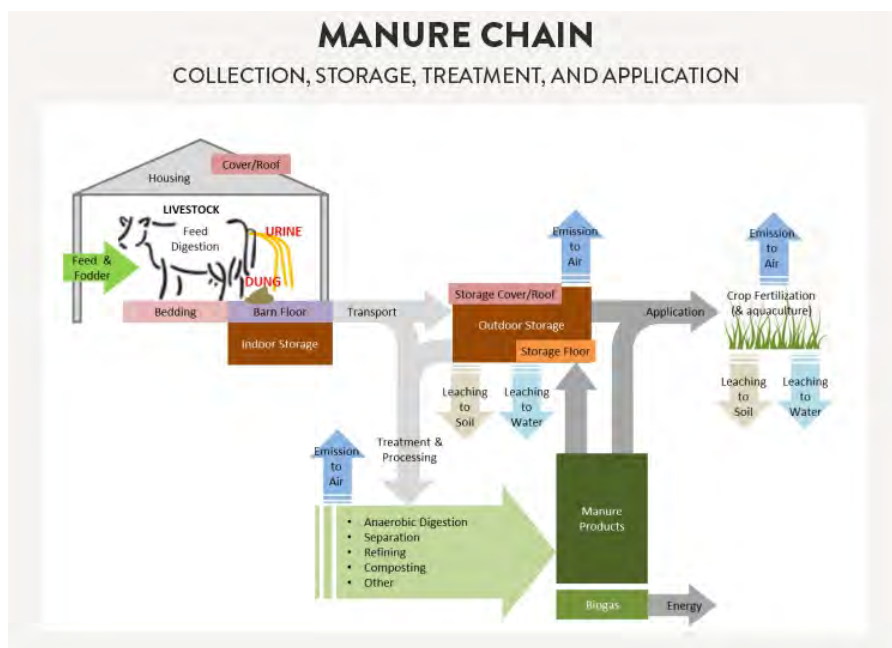 MANURE CHAIN
COLLECTION, STORAGE, TREATMENT, AND APPLICATION
Cover/Roof
Housing
LIVESTOCK
Feed
Digestion
URINE
DUNG
Feed &
Fodder
Bedding
Barn Floor
Indoor Storage
Transport
Storage Cover/Roof
Outdoor Storage
Storage Floor
Emission
to
Air
Leaching
to
Soil
Leaching
to
Water
Application
Emission
to
Air
Crop Fertilization
(& aquaculture)
Leaching
to
Soil
Leaching
to
Water
Treatment &
Processing
Emission
to
Air
• Anaerobic Digestion
• Separation
• Refining
• Composting
• Other
Manure
Products
Biogas
Energy